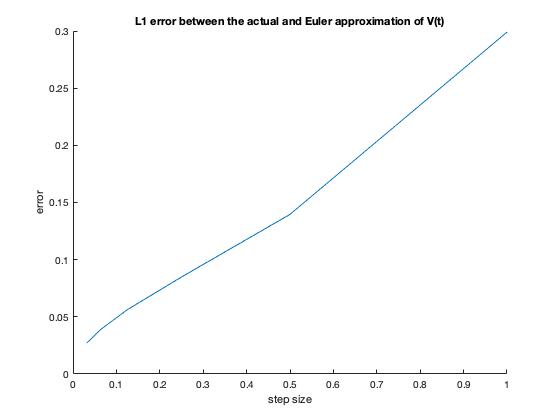 L1 error between the actual and Euler approximation of V(t)
0.3
0.25
0.2
0.15
0.1
0.05
0
error
0 0.1 0.2 0.3 0.4 0.5 0.6 0.7 0.8 0.9 1
step size